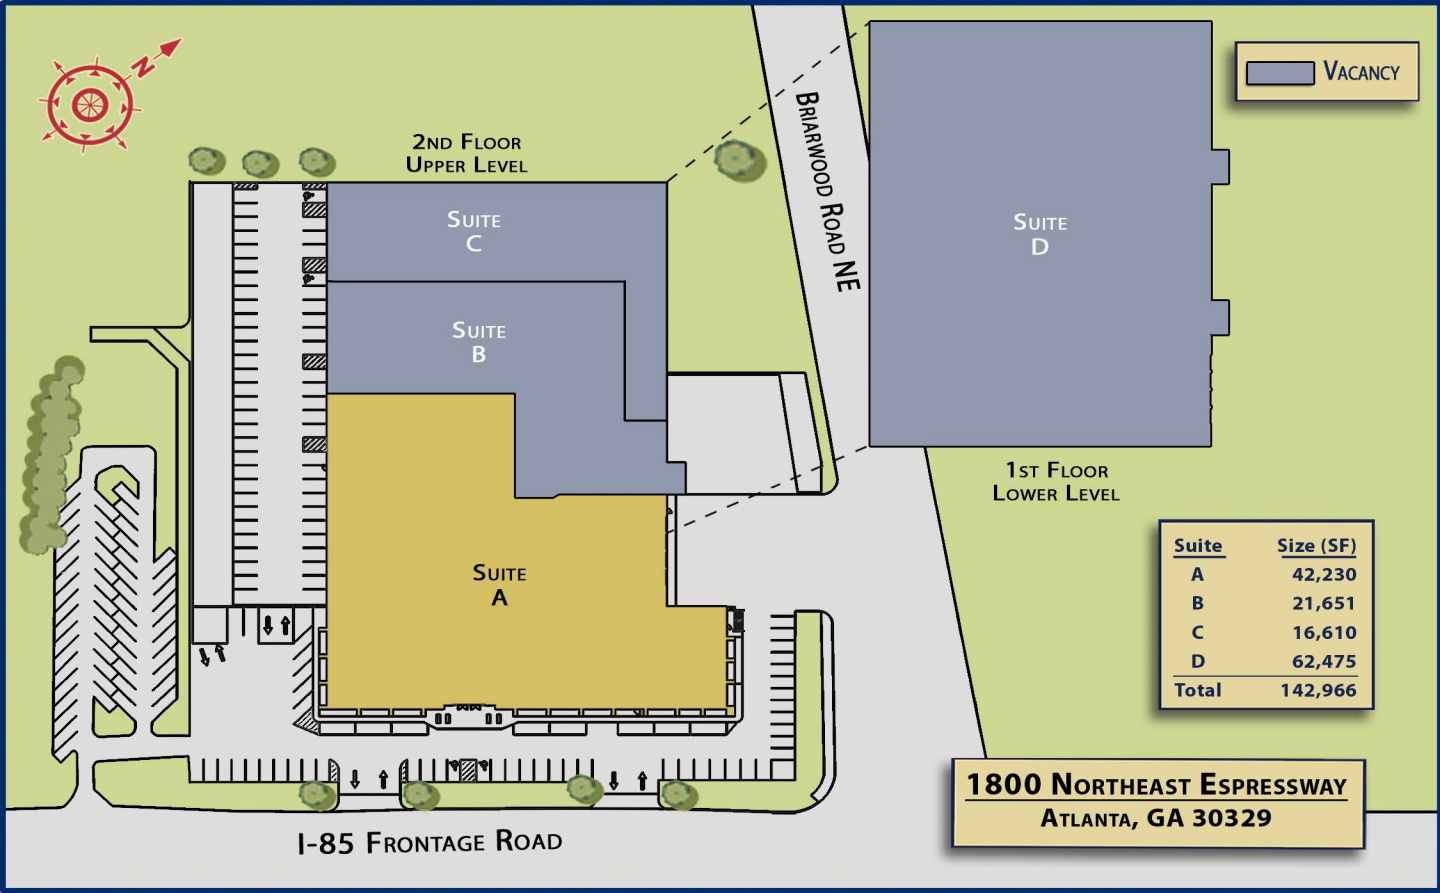 N
2nd Floor
Upper Level
Vacancy
Briarwood Road NE
Suite
C
Suite
D
Suite
B
1st Floor
Lower Level
Suite
A
Suite Size (SF)
A 42,230
B 21,651
C 16,610
D 62,475
Total 142,966
1800 Northeast Espressway
Atlanta, GA 30329
I-85 Frontage Road